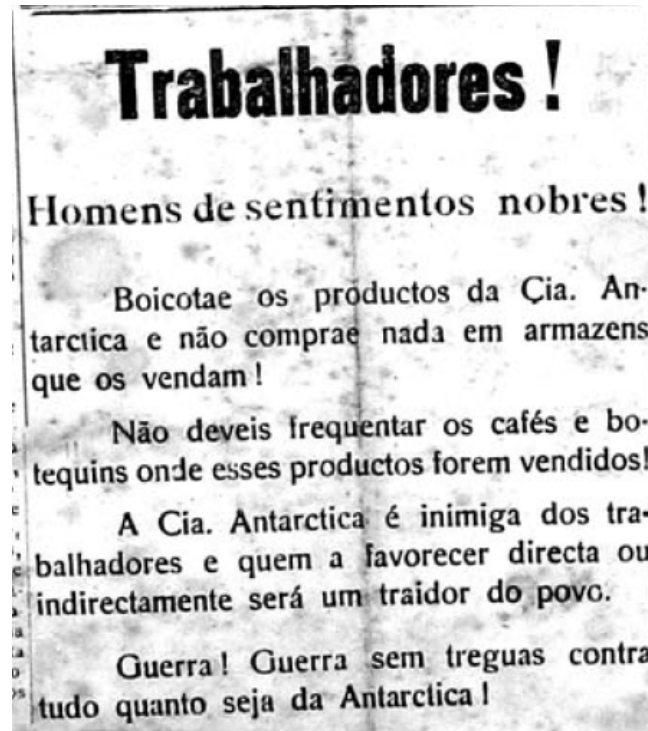 Trabalhadores !
Homens de sentimentos nobres !
Boicotae os productos da Cia. An-
tarctica e não comprae nada em armazens
que os vendam !
Não deveis frequentar os cafés e bo-
tequins onde esses productos forem vendidos!
A Cia. Antarctica é inimiga dos tra-
balhadores e quem a favorecer directa ou
indirectamente será um traidor do povo.
Guerra ! Guerra sem treguas contra
tudo quanto seja da Antarctica !